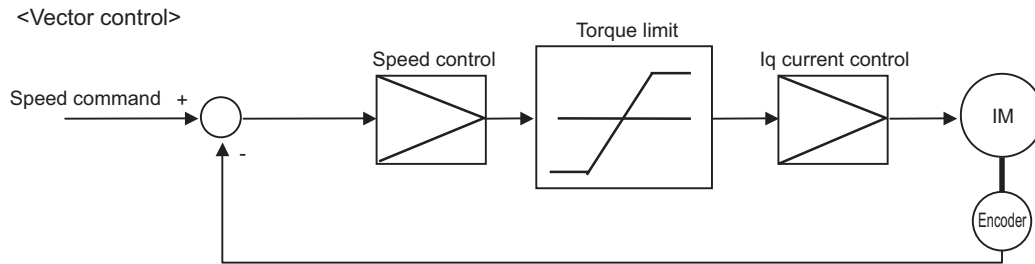 <Vector control>
Torque limit
Speed control
Iq current control
Speed command +
-
IM
Encoder